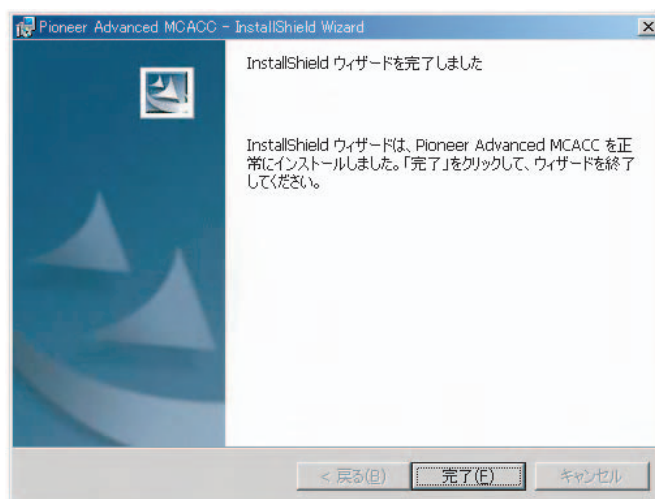 Pioneer Advanced MCACC - InstallShield Wizard
InstallShield ウィザードを完了しました
InstallShield ウィザードは、Pioneer Advanced MCACC を正
常にインストールしました。「完了」をクリックして、ウィザードを終了
してください。
< 戻る(B) 完了(F) キャンセル